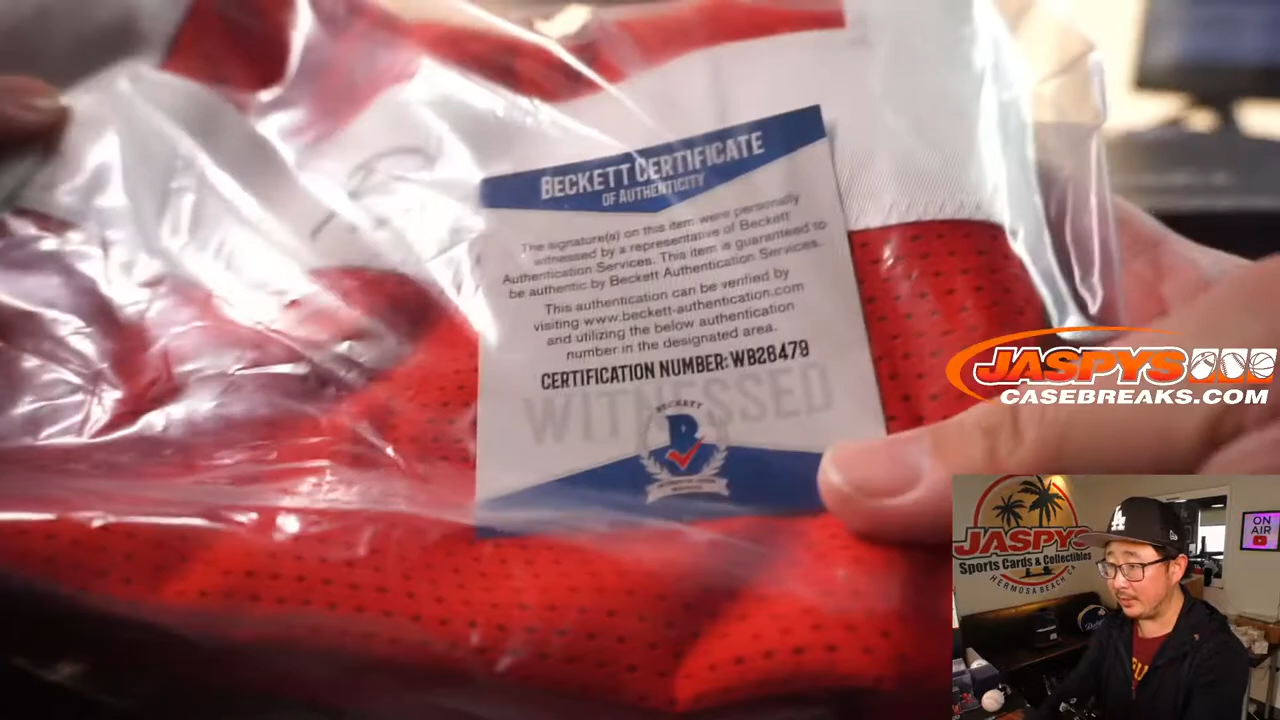 BECKETT CERTIFICATE
OF AUTHENTICITY
The signature(s) on this item were personally
witnessed by a representative of Beckett
Authentication Services. This item is guaranteed to
be authentic by Beckett Authentication Services.
This authentication can be verified by
visiting www.beckett-authentication.com
and utilizing the below authentication
number in the designated area.
CERTIFICATION NUMBER: WB28479
WITNESSED
BECKETT
B
JASPYS
CASEBREAKS.COM
JASPYS
Sports Cards & Collectibles
HERMOSA BEACH CA
LA
ON
AIR